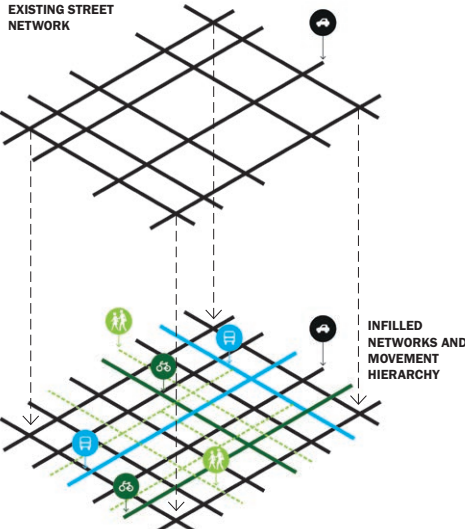 EXISTING STREET
NETWORK
INFILLED
NETWORKS AND
MOVEMENT
HIERARCHY